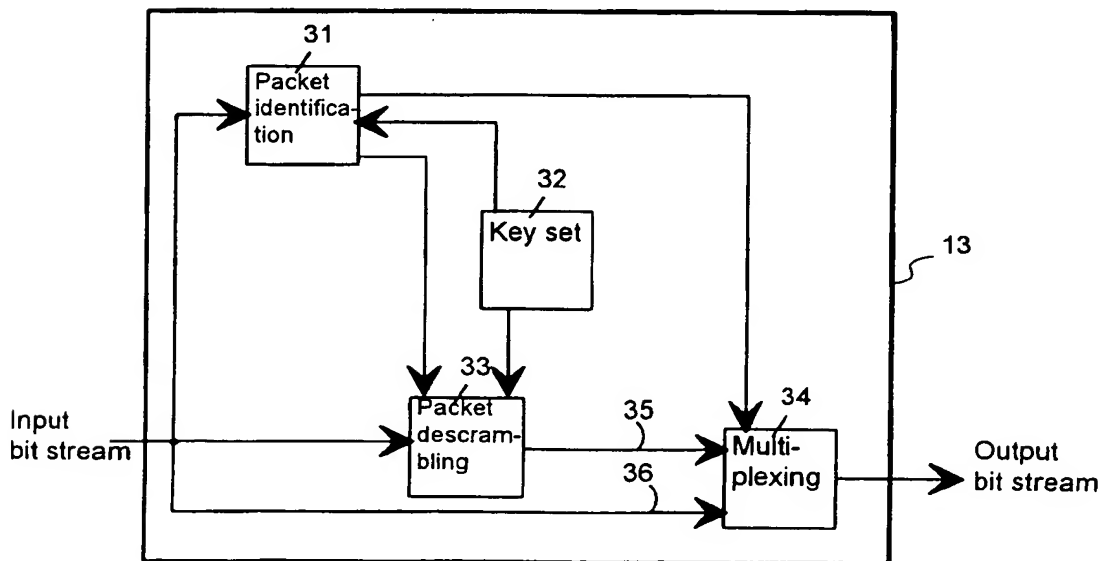 31
Packet
identifica-
tion
32
Key set
13
33
Packet
descram-
bling
Input
bit stream
35
36
34
Multi-
plexing
Output
bit stream